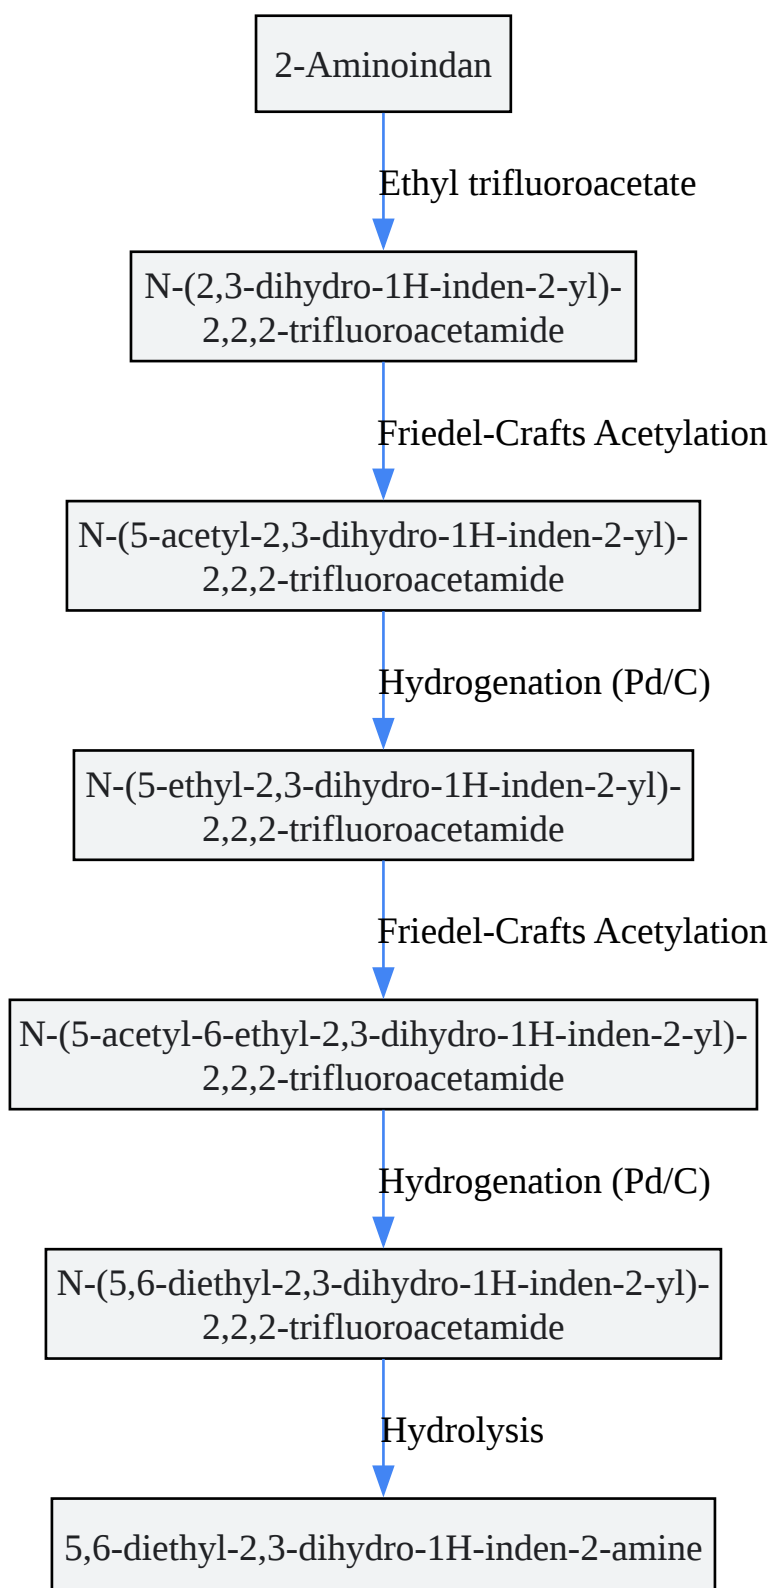 2-Aminoindan
Ethyl trifluoroacetate
N-(2,3-dihydro-1H-inden-2-yl)-
2,2,2-trifluoroacetamide
Friedel-Crafts Acetylation
N-(5-acetyl-2,3-dihydro-1H-inden-2-yl)-
2,2,2-trifluoroacetamide
Hydrogenation (Pd/C)
N-(5-ethyl-2,3-dihydro-1H-inden-2-yl)-
2,2,2-trifluoroacetamide
Friedel-Crafts Acetylation
N-(5-acetyl-6-ethyl-2,3-dihydro-1H-inden-2-yl)-
2,2,2-trifluoroacetamide
Hydrogenation (Pd/C)
N-(5,6-diethyl-2,3-dihydro-1H-inden-2-yl)-
2,2,2-trifluoroacetamide
Hydrolysis
5,6-diethyl-2,3-dihydro-1H-inden-2-amine